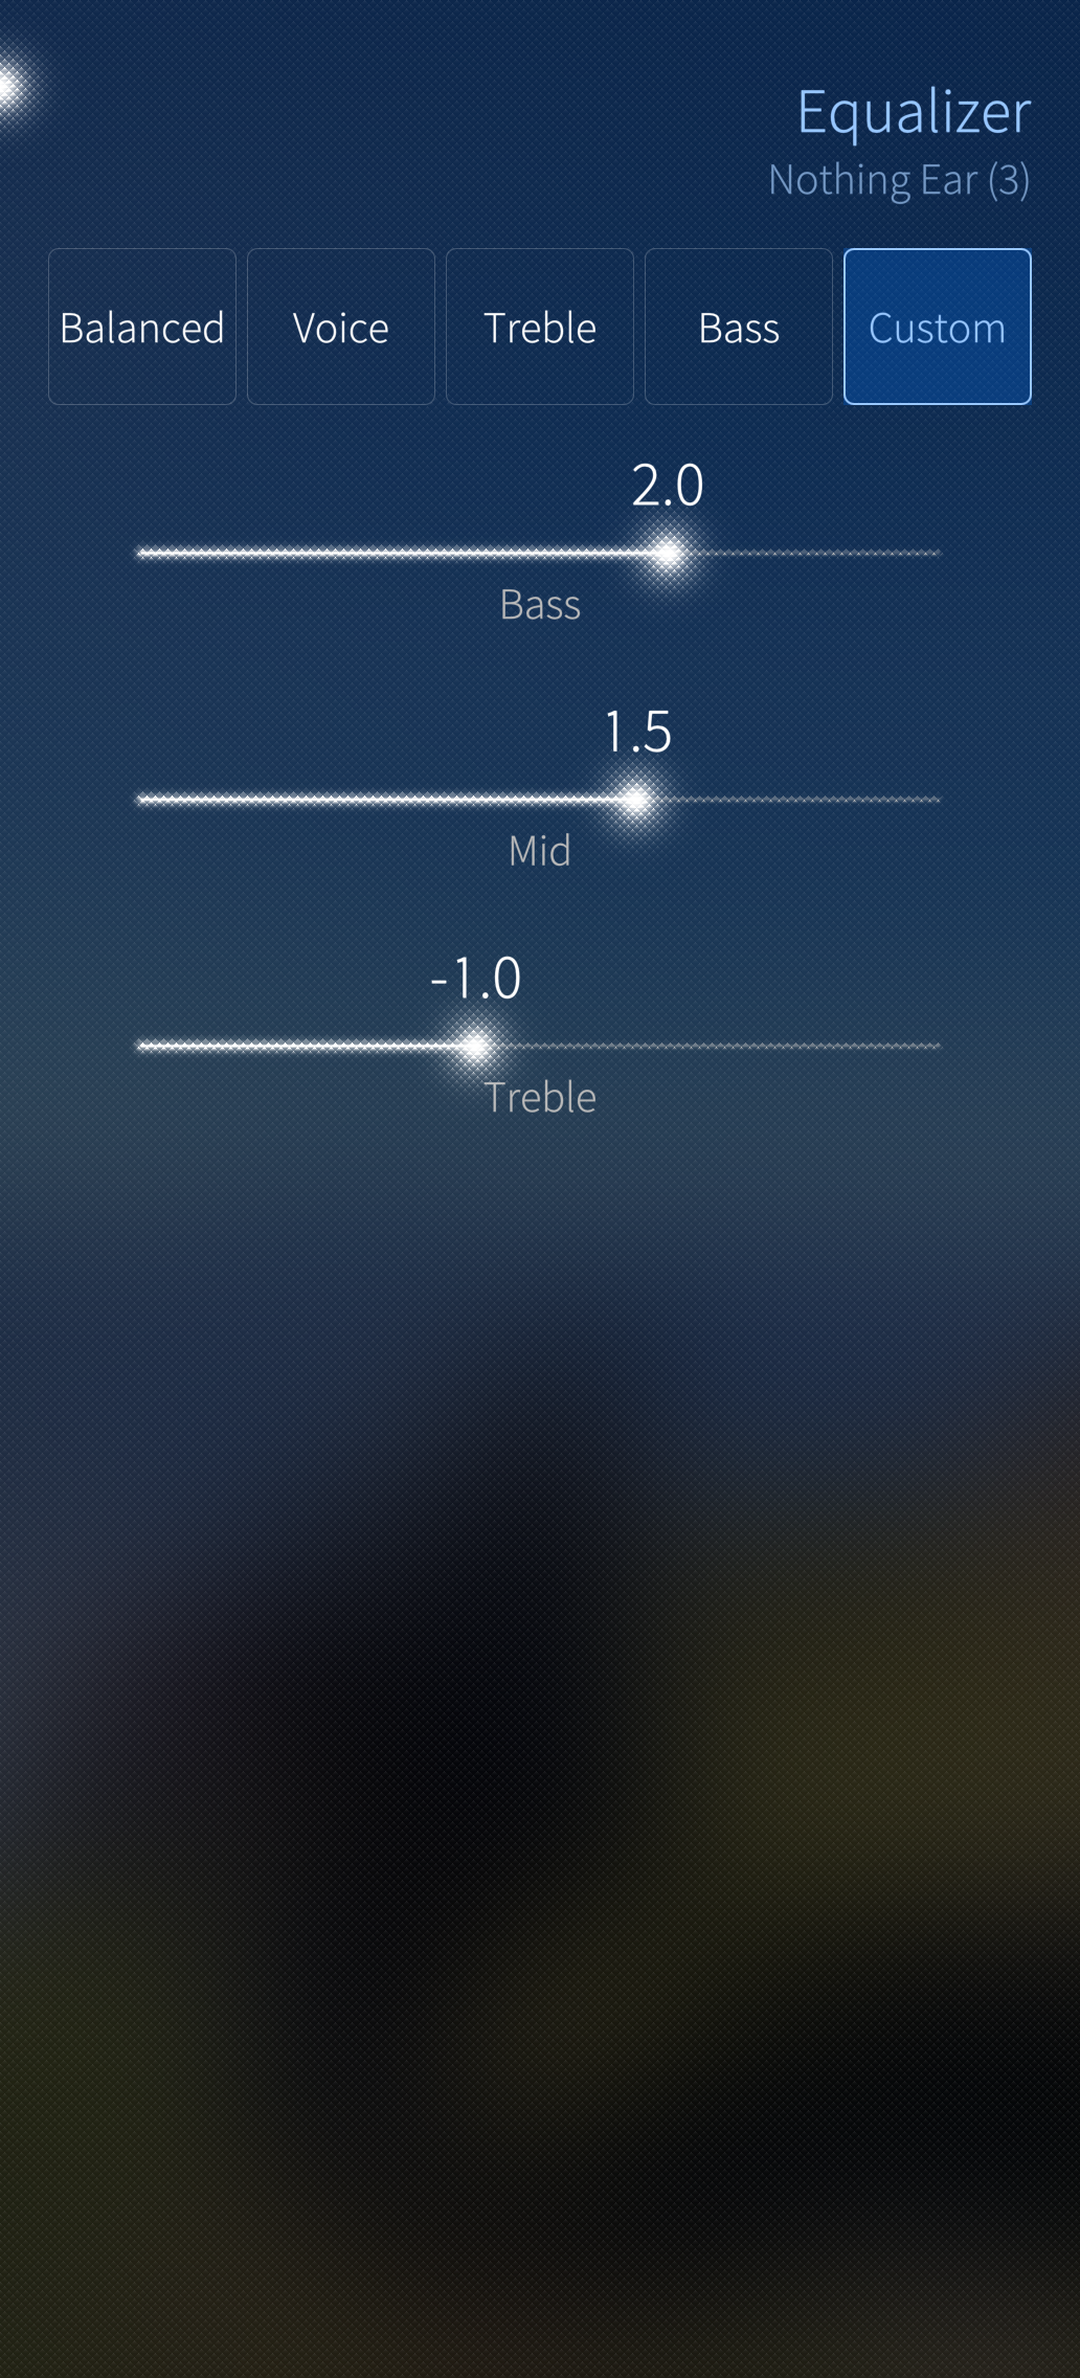 Equalizer
Nothing Ear (3)
Balanced Voice Treble Bass Custom
2.0
Bass
1.5
Mid
-1.0
Treble